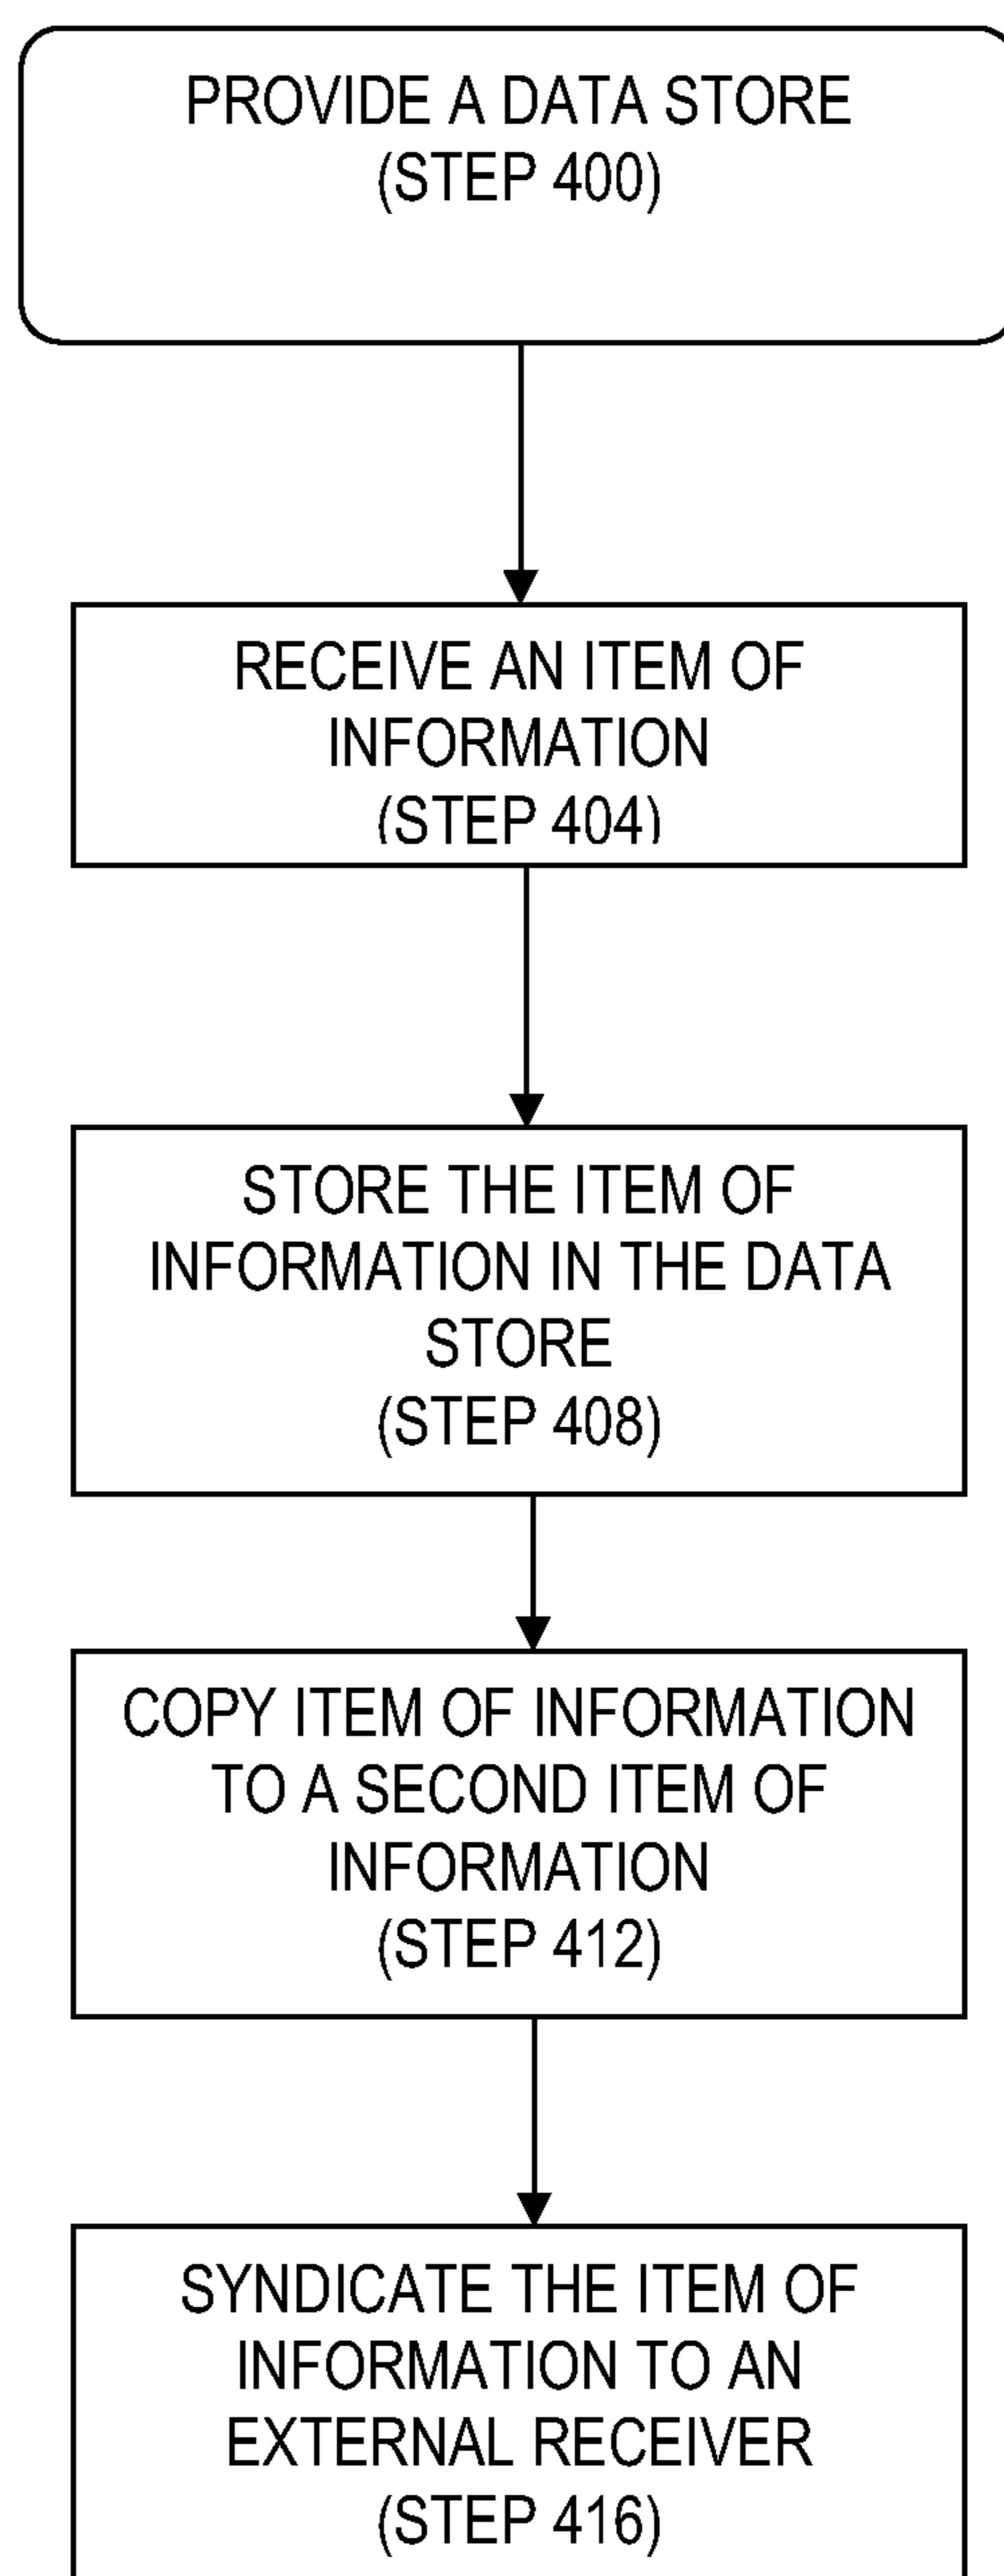 PROVIDE A DATA STORE
(STEP 400)
RECEIVE AN ITEM OF
INFORMATION
(STEP 404)
STORE THE ITEM OF
INFORMATION IN THE DATA
STORE
(STEP 408)
COPY ITEM OF INFORMATION
TO A SECOND ITEM OF
INFORMATION
(STEP 412)
SYNDICATE THE ITEM OF
INFORMATION TO AN
EXTERNAL RECEIVER
(STEP 416)